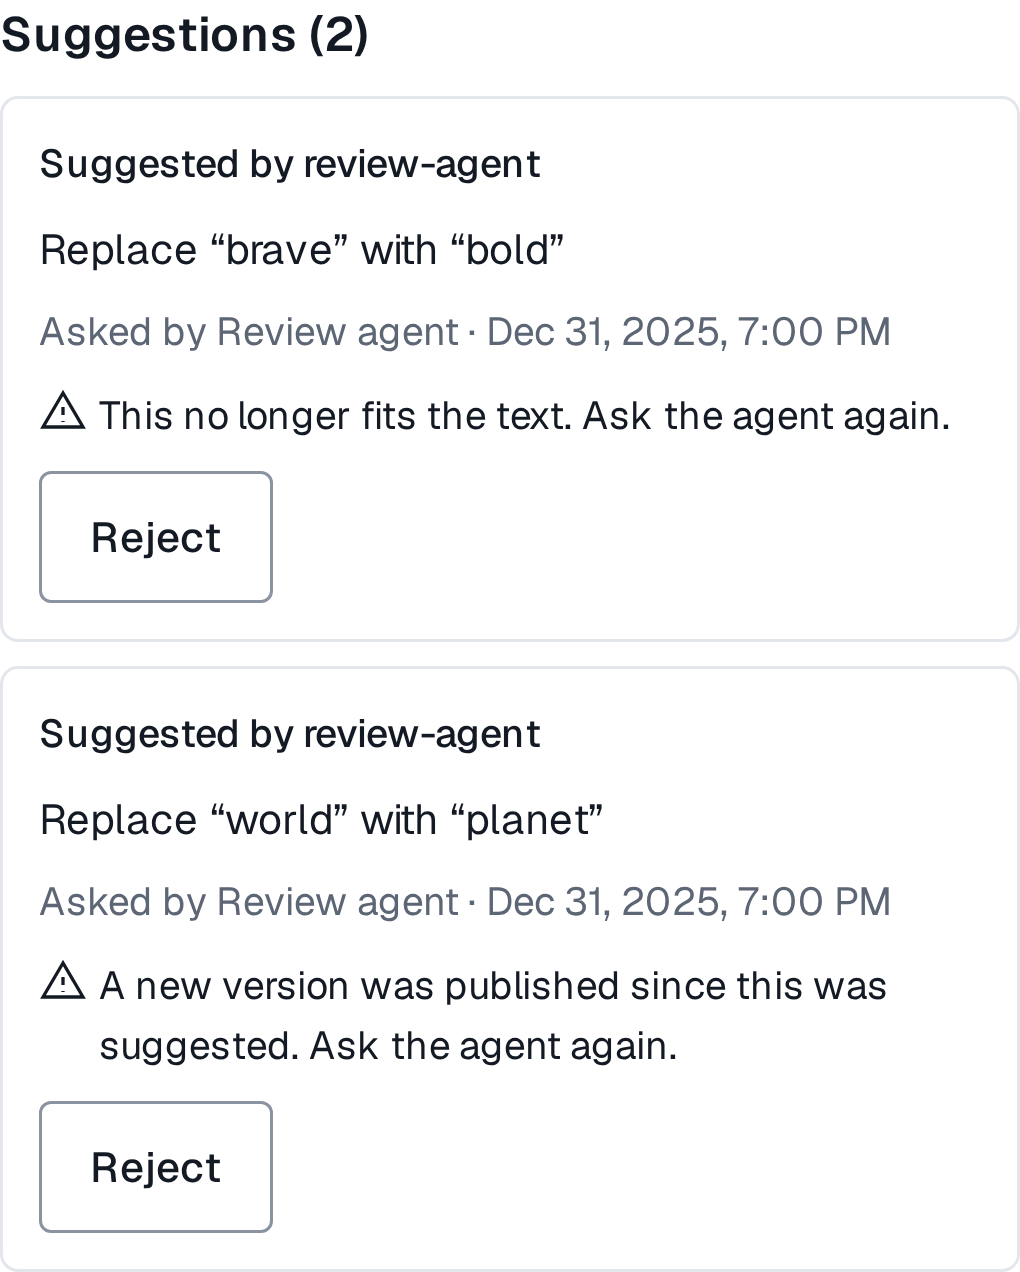 Suggestions (2)
Suggested by review-agent
Replace “brave” with “bold”
Asked by Review agent · Dec 31, 2025, 7:00 PM
This no longer fits the text. Ask the agent again.
Reject
Suggested by review-agent
Replace “world” with “planet”
Asked by Review agent · Dec 31, 2025, 7:00 PM
A new version was published since this was
suggested. Ask the agent again.
Reject